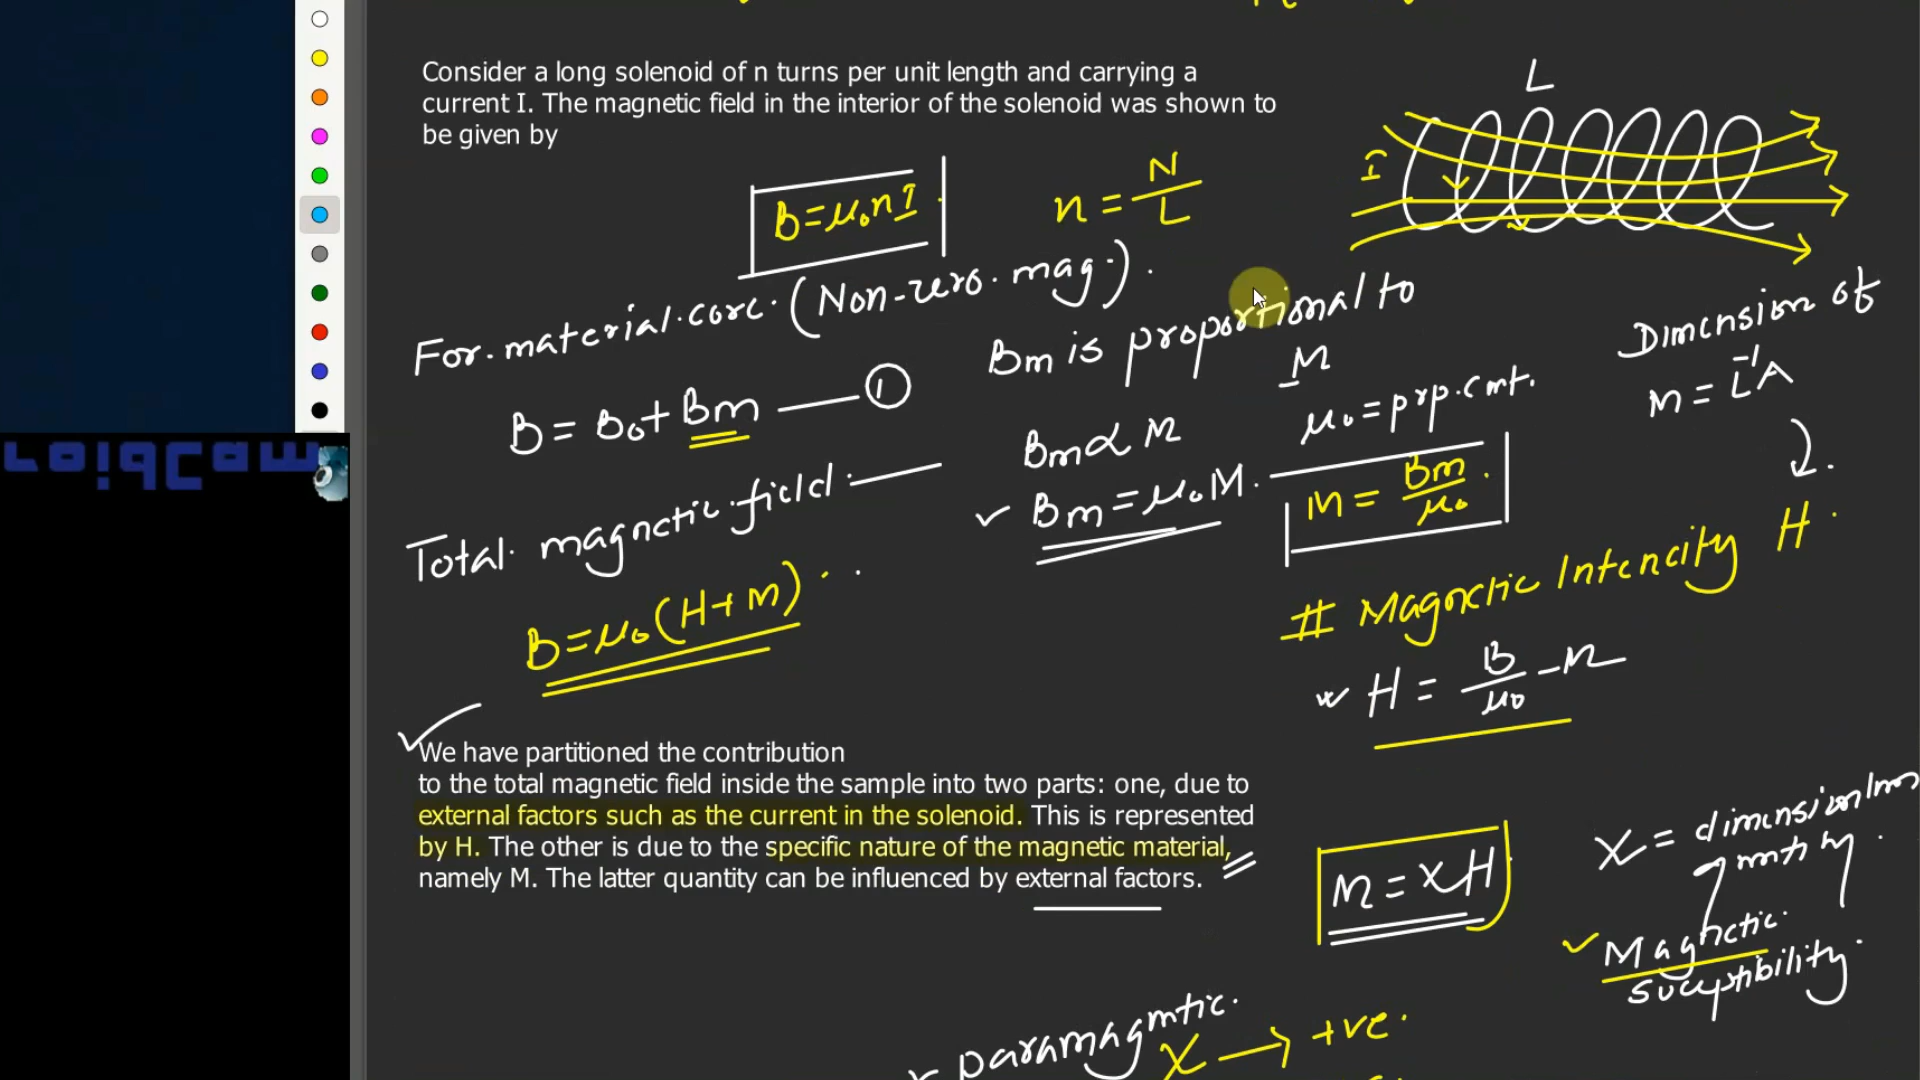 Consider a long solenoid of n turns per unit length and carrying a
current I. The magnetic field in the interior of the solenoid was shown to
be given by
L
I
B=μ₀nI
n = N/L
For material core (Non-zero mag.)
B = B₀ + Bm — ①
Total magnetic field —
B=μ₀(H+M)
Bm is proportional to
M
μ₀ = prp. cnt.
Bm ∝ M
Bm = μ₀M
M = Bm/μ₀
Dimension of
M = L⁻¹A
# Magnetic Intencity H
H = B/μ₀ - M
We have partitioned the contribution
to the total magnetic field inside the sample into two parts: one, due to
external factors such as the current in the solenoid. This is represented
by H. The other is due to the specific nature of the magnetic material,
namely M. The latter quantity can be influenced by external factors.
M = χH
χ =
Magnetic
suceptibility
paramagntic
χ → +ve